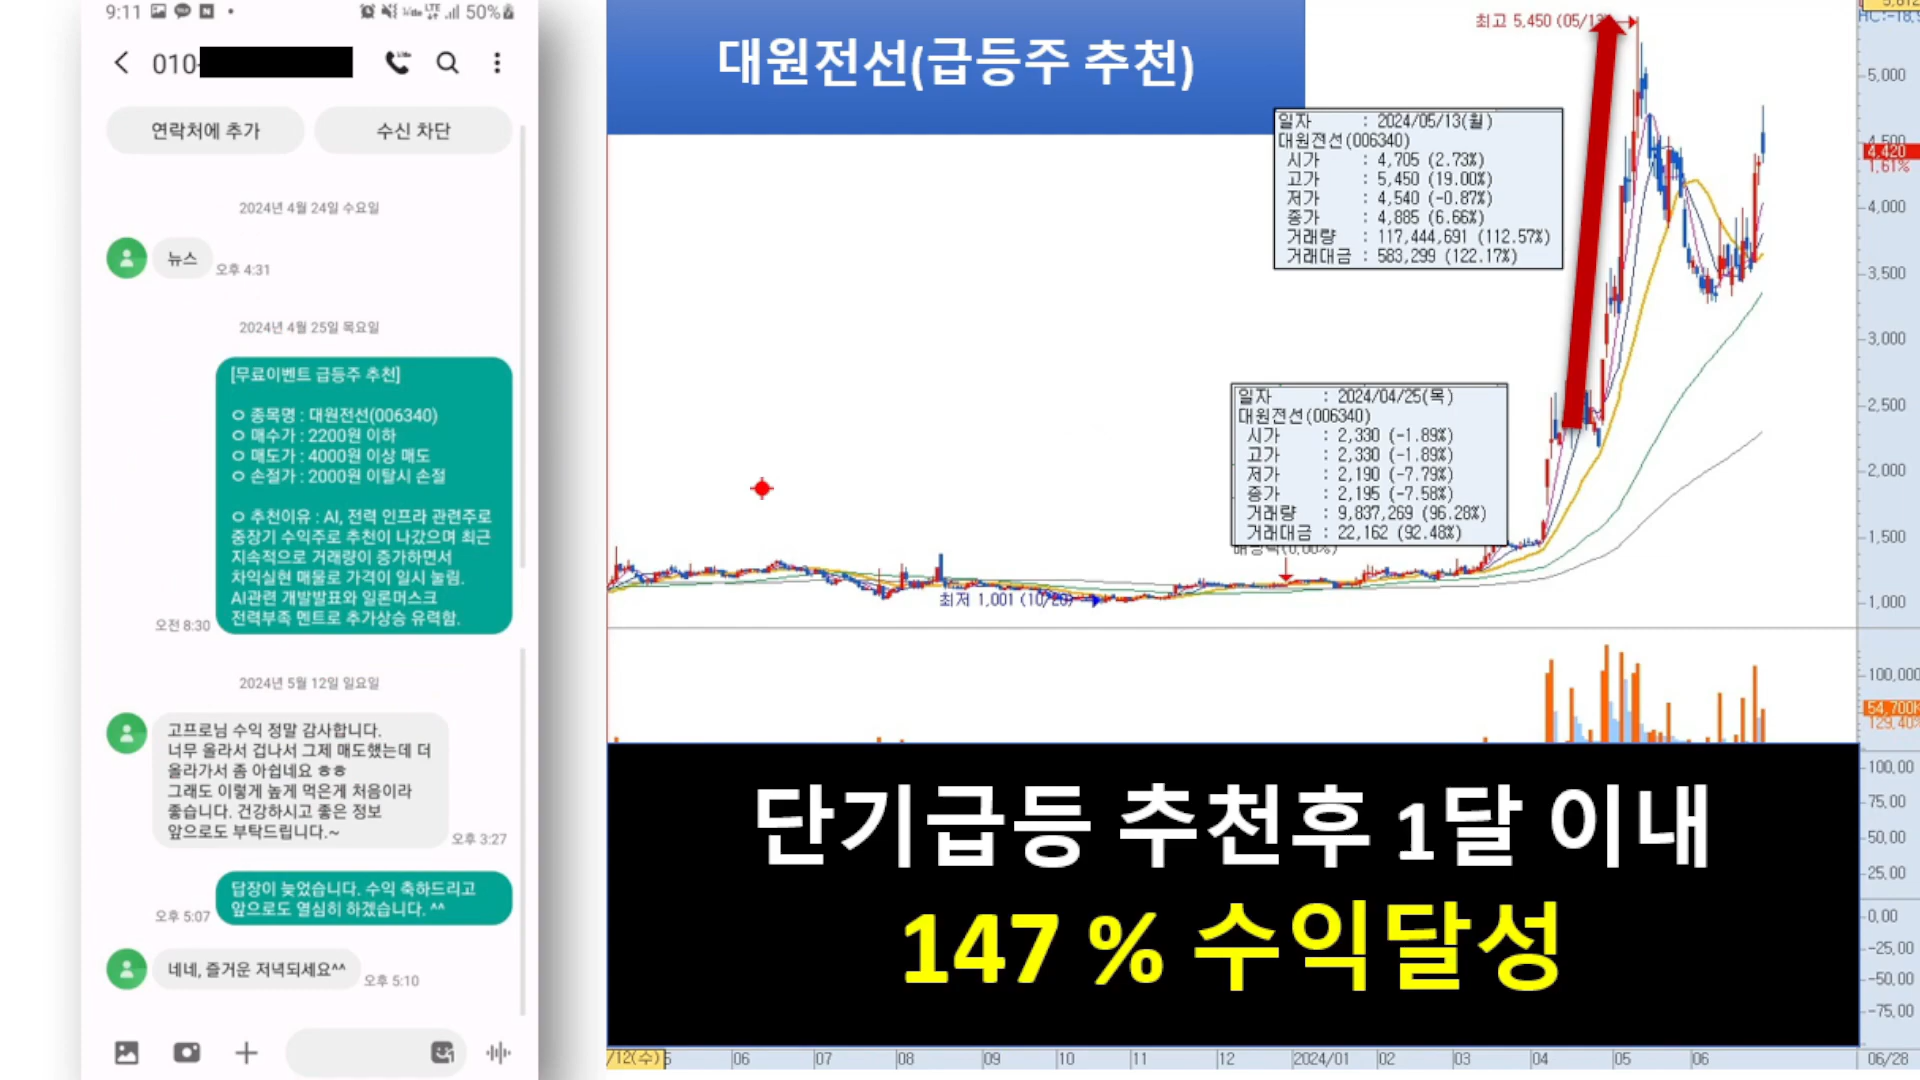 9:11
50%
010-
연락처에 추가
수신 차단
2024년 4월 24일 수요일
뉴스
오후 4:31
2024년 4월 25일 목요일
[무료이벤트 급등주 추천]
ㅇ 종목명 : 대원전선(006340)
ㅇ 매수가 : 2200원 이하
ㅇ 매도가 : 4000원 이상 매도
ㅇ 손절가 : 2000원 이탈시 손절
ㅇ 추천이유 : AI, 전력 인프라 관련주로
중장기 수익주로 추천이 나갔으며 최근
지속적으로 거래량이 증가하면서
차익실현 매물로 가격이 일시 눌림.
AI관련 개발발표와 일론머스크
전력부족 멘트로 추가상승 유력함.
오전 8:30
2024년 5월 12일 일요일
고프로님 수익 정말 감사합니다.
너무 올라서 겁나서 그제 매도했는데 더
올라가서 좀 아쉽네요 ㅎㅎ
그래도 이렇게 높게 먹은게 처음이라
좋습니다. 건강하시고 좋은 정보
앞으로도 부탁드립니다.~
오후 3:27
답장이 늦었습니다. 수익 축하드리고
앞으로도 열심히 하겠습니다. ^^
오후 5:07
네네, 즐거운 저녁되세요^^
오후 5:10
대원전선(급등주 추천)
최고 5,450 (05/13)
일자 : 2024/05/13(월)
대원전선(006340)
시가 : 4,705 (2.73%)
고가 : 5,450 (19.00%)
저가 : 4,540 (-0.87%)
종가 : 4,885 (6.66%)
거래량 : 117,444,691 (112.57%)
거래대금 : 583,299 (122.17%)
일자 : 2024/04/25(목)
대원전선(006340)
시가 : 2,330 (-1.89%)
고가 : 2,330 (-1.89%)
저가 : 2,190 (-7.79%)
종가 : 2,195 (-7.58%)
거래량 : 9,837,269 (96.28%)
거래대금 : 22,162 (92.48%)
최저 1,001 (10/20)
5,000
4,500
4,420
1,61%
4,000
3,500
3,000
2,500
2,000
1,500
1,000
100,000
54,700K
129.40%
100,00
75,00
50,00
25,00
0,00
-25,00
-50,00
-75,00
단기급등 추천후 1달 이내
147 % 수익달성
/12(수) 5 06 07 08 09 10 11 12 2024/01 02 03 04 05 06 06/28